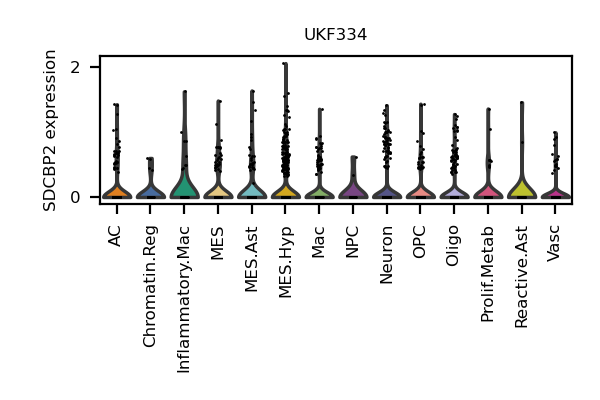 UKF334
SDCBP2 expression
2
0
AC
Chromatin.Reg
Inflammatory.Mac
MES
MES.Ast
MES.Hyp
Mac
NPC
Neuron
OPC
Oligo
Prolif.Metab
Reactive.Ast
Vasc